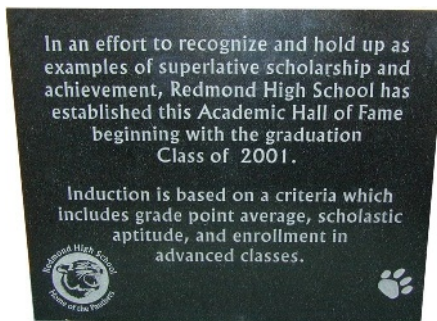 In an effort to recognize and hold up as
examples of superlative scholarship and
achievement, Redmond High School has
established this Academic Hall of Fame
beginning with the graduation
Class of 2001.
Induction is based on a criteria which
includes grade point average, scholastic
aptitude, and enrollment in
advanced classes.
Redmond High School
Home of the Panthers